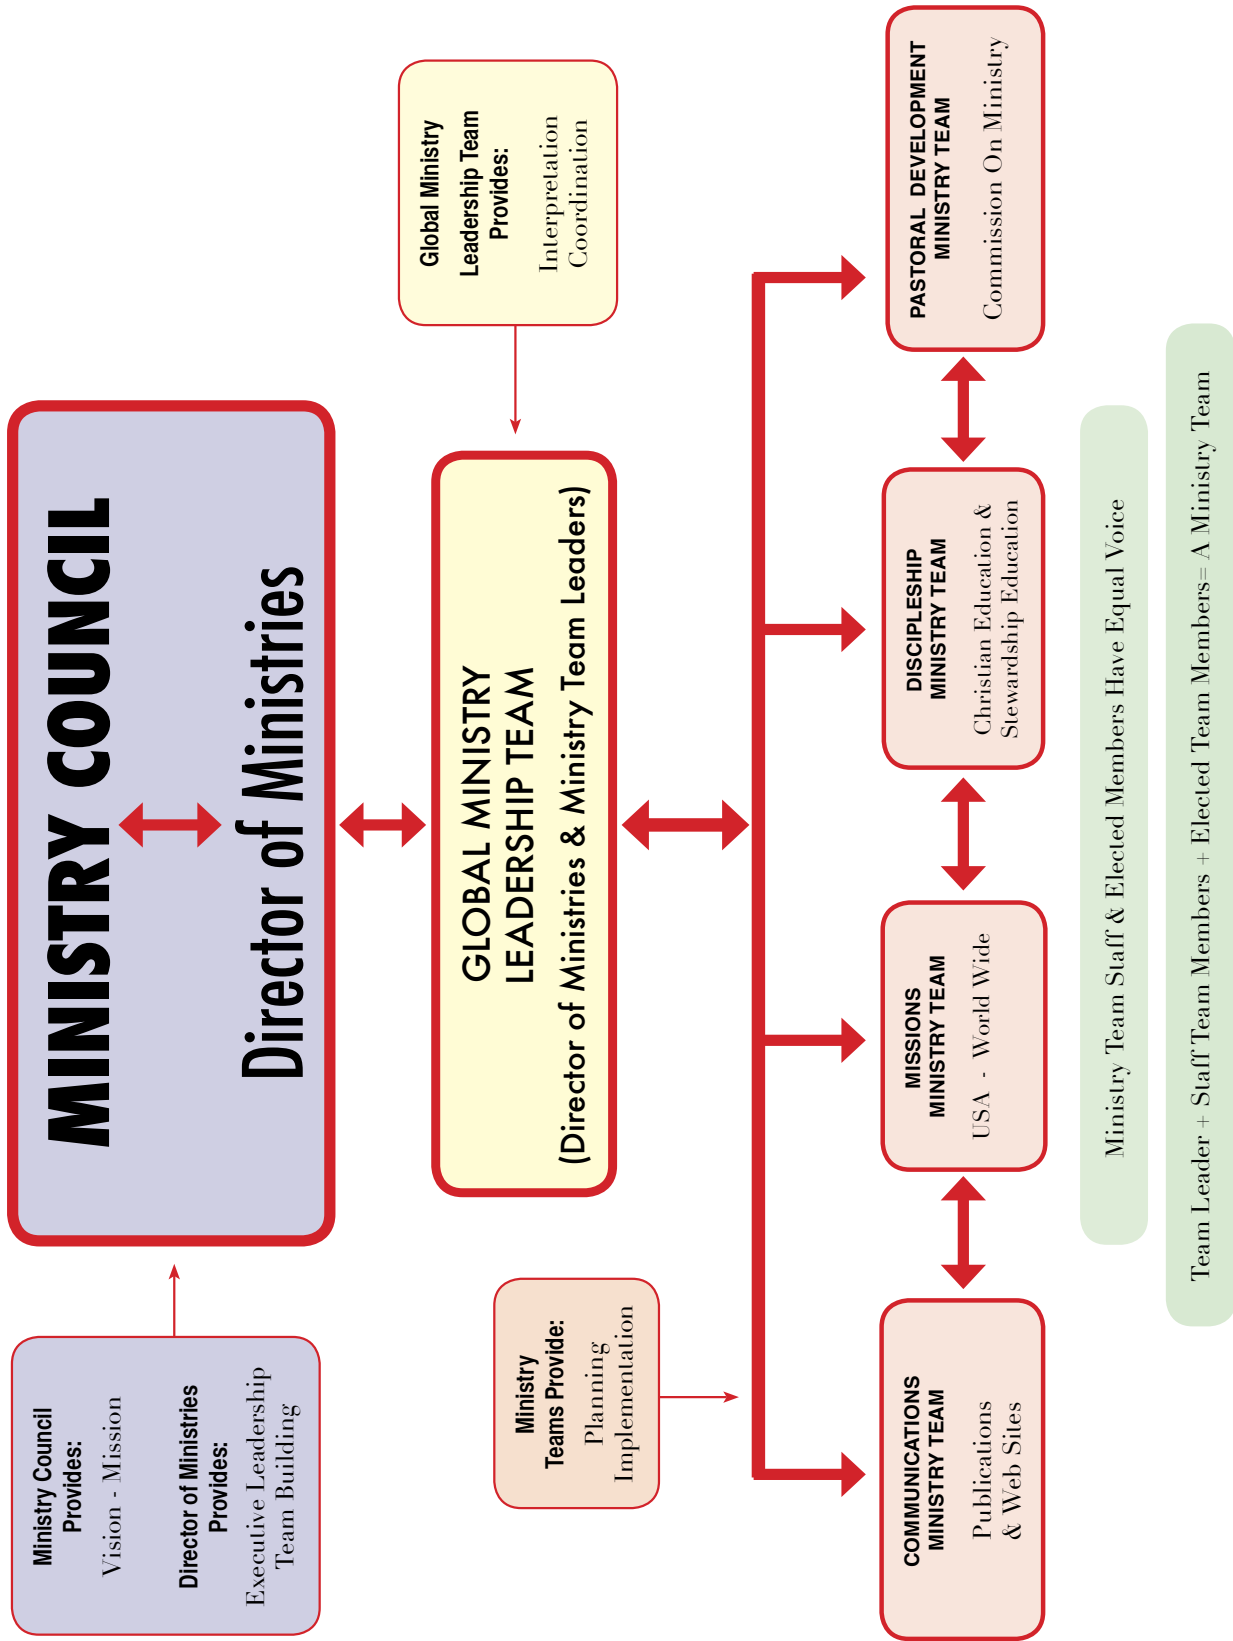 Ministry Council
Provides:
Vision - Mission
Director of Ministries
Provides:
Executive Leadership
Team Building
MINISTRY COUNCIL
Director of Ministries
Global Ministry
Leadership Team
Provides:
Interpretation
Coordination
GLOBAL MINISTRY
LEADERSHIP TEAM
(Director of Ministries & Ministry Team Leaders)
Ministry
Teams Provide:
Planning
Implementation
COMMUNICATIONS
MINISTRY TEAM
Publications
& Web Sites
MISSIONS
MINISTRY TEAM
USA - World Wide
DISCIPLESHIP
MINISTRY TEAM
Christian Education &
Stewardship Education
PASTORAL DEVELOPMENT
MINISTRY TEAM
Commission On Ministry
Ministry Team Staff & Elected Members Have Equal Voice
Team Leader + Staff Team Members + Elected Team Members= A Ministry Team